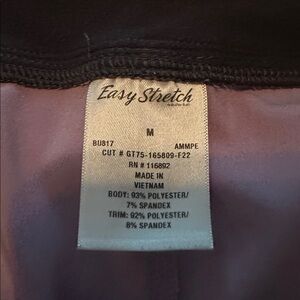 Easy Stretch
M
BU817 AMMPE
CUT # GT75-165809-F22
RN # 115892
MADE IN
VIETNAM
BODY: 93% POLYESTER/
7% SPANDEX
TRIM: 92% POLYESTER/
8% SPANDEX